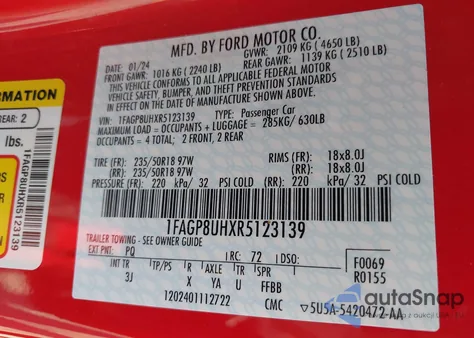 MFD. BY FORD MOTOR CO.
01/24 GVWR: 2109 KG ( 4650 LB)
FRONT GAWR: 1016 KG ( 2240 LB) REAR GAWR: 1139 KG ( 2510 LB)
THIS VEHICLE CONFORMS TO ALL APPLICABLE FEDERAL MOTOR
VEHICLE SAFETY, BUMPER, AND THEFT PREVENTION STANDARDS IN
EFFECT ON THE DATE OF MANUFACTURE SHOWN ABOVE.
VIN: 1FAGP8UHXR5123139 TYPE: Passenger Car
MAXIMUM LOAD = OCCUPANTS + LUGGAGE = 285KG/630LB
OCCUPANTS = 4 TOTAL; 2 FRONT, 2 REAR
TIRE (FR): 235/50R18 97W RIMS (FR): 18x8.0J
(RR): 235/50R18 97W (RR): 18x8.0J
PRESSURE (FR): 220 kPa/ 32 PSI COLD (RR): 220 kPa/ 32 PSI COLD
1FAGP8UHXR5123139
TRAILER TOWING - SEE OWNER GUIDE
EXT PNT: PQ RC: 72 DSO: F0069
INT TR TP/PS R AXLE TR SPR R0155
3J X YA U FFBB
1202401112722 CMC 5U5A-5420472-AA
ORMATION
REAR: 2
lbs.
1FAGP8UHXR5123139
autaSnap